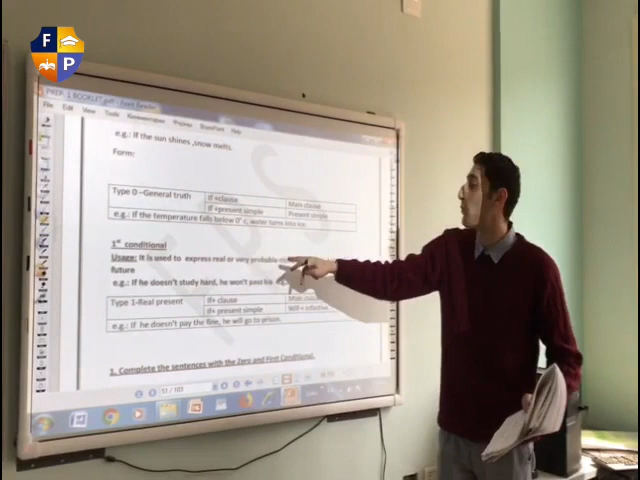 F
P
PREP. 1 BOOKLET.pdf - Foxit Reader
File Edit View Tools Комментарии Формы SharePoint Help
e.g.: If the sun shines ,snow melts.
Form:
Type 0 –General truth If +clause Main clause
If +present simple Present simple
e.g.: If the temperature falls below 0° c, water turns into ice
1st conditional
Usage: It is used to express real or very probable
future
e.g.: If he doesn't study hard, he won't pass his
Type 1-Real present If+ clause Main
If+ present simple Will + infinitive
e.g.: If he doesn't pay the fine, he will go to prison.
1. Complete the sentences with the Zero and First Conditional.